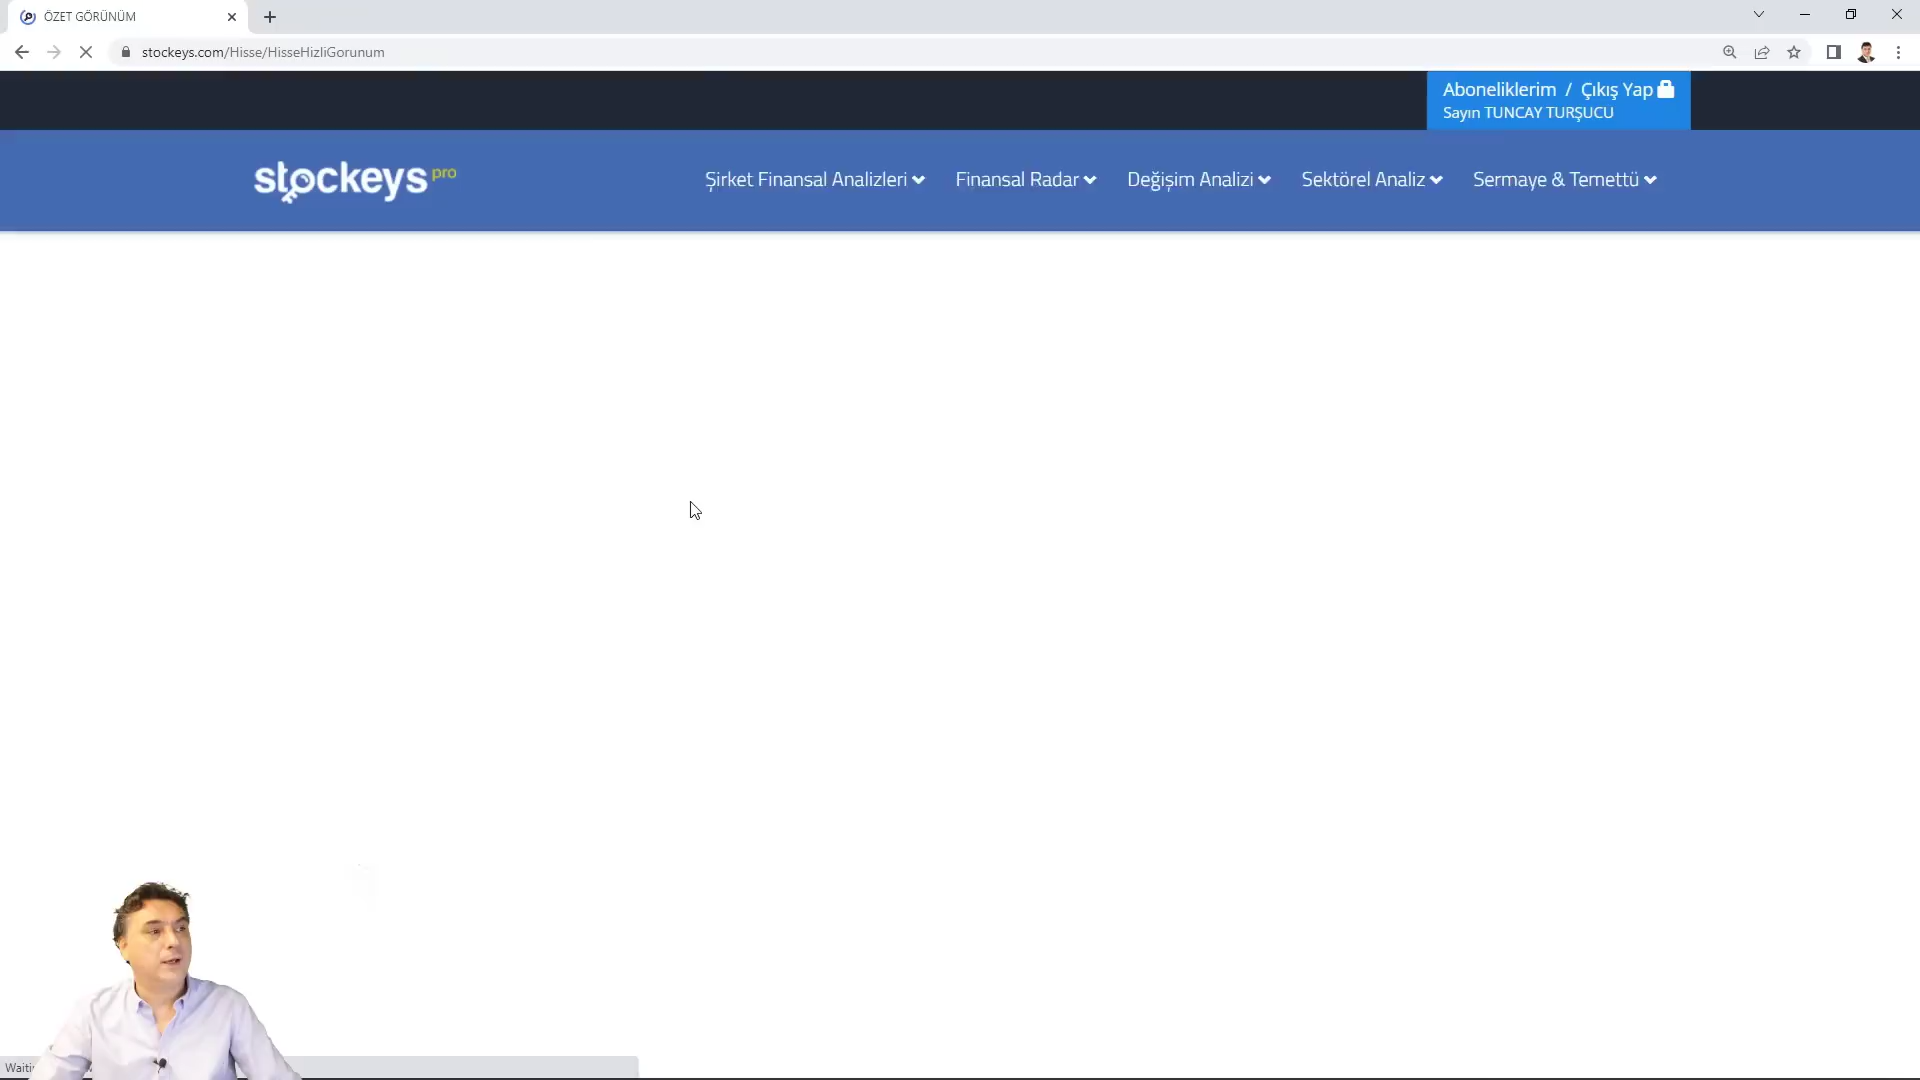 ÖZET GÖRÜNÜM
stockeys.com/Hisse/HisseHizliGorunum
Aboneliklerim / Çıkış Yap
Sayın TUNCAY TURŞUCU
stockeys pro
Şirket Finansal Analizleri
Finansal Radar
Değişim Analizi
Sektörel Analiz
Sermaye & Temettü